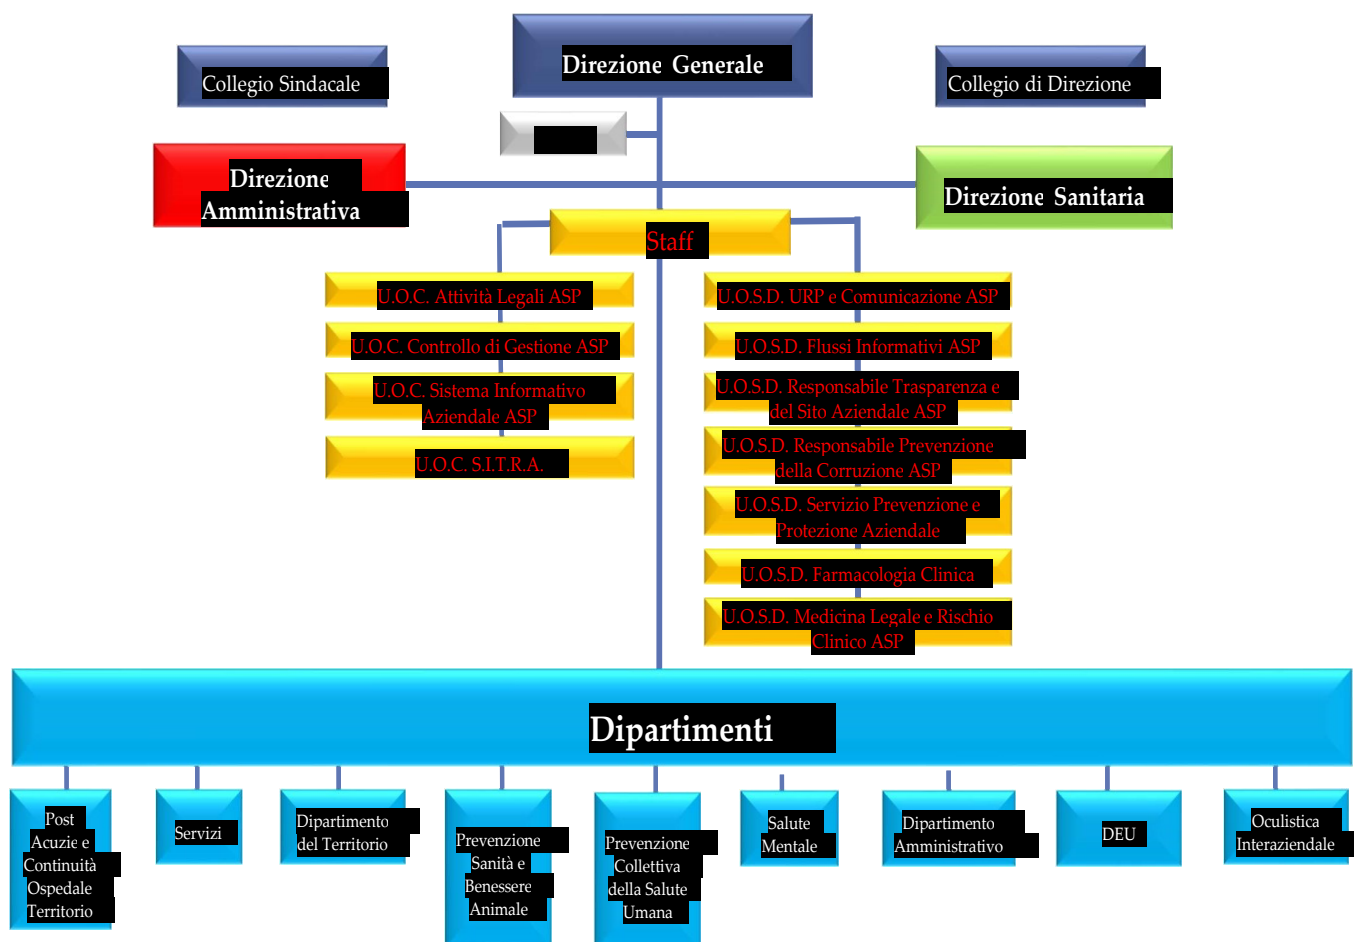 Direzione Generale
Collegio Sindacale
Collegio di Direzione
Direzione
Amministrativa
Direzione Sanitaria
Staff
U.O.C. Attività Legali ASP
U.O.C. Controllo di Gestione ASP
U.O.C. Sistema Informativo
Aziendale ASP
U.O.C. S.I.T.R.A.
U.O.S.D. URP e Comunicazione ASP
U.O.S.D. Flussi Informativi ASP
U.O.S.D. Responsabile Trasparenza e
del Sito Aziendale ASP
U.O.S.D. Responsabile Prevenzione
della Corruzione ASP
U.O.S.D. Servizio Prevenzione e
Protezione Aziendale
U.O.S.D. Farmacologia Clinica
U.O.S.D. Medicina Legale e Rischio
Clinico ASP
Dipartimenti
Post
Acuzie e
Continuità
Ospedale
Territorio
Servizi
Dipartimento
del Territorio
Prevenzione
Sanità e
Benessere
Animale
Prevenzione
Collettiva
della Salute
Umana
Salute
Mentale
Dipartimento
Amministrativo
DEU
Oculistica
Interaziendale